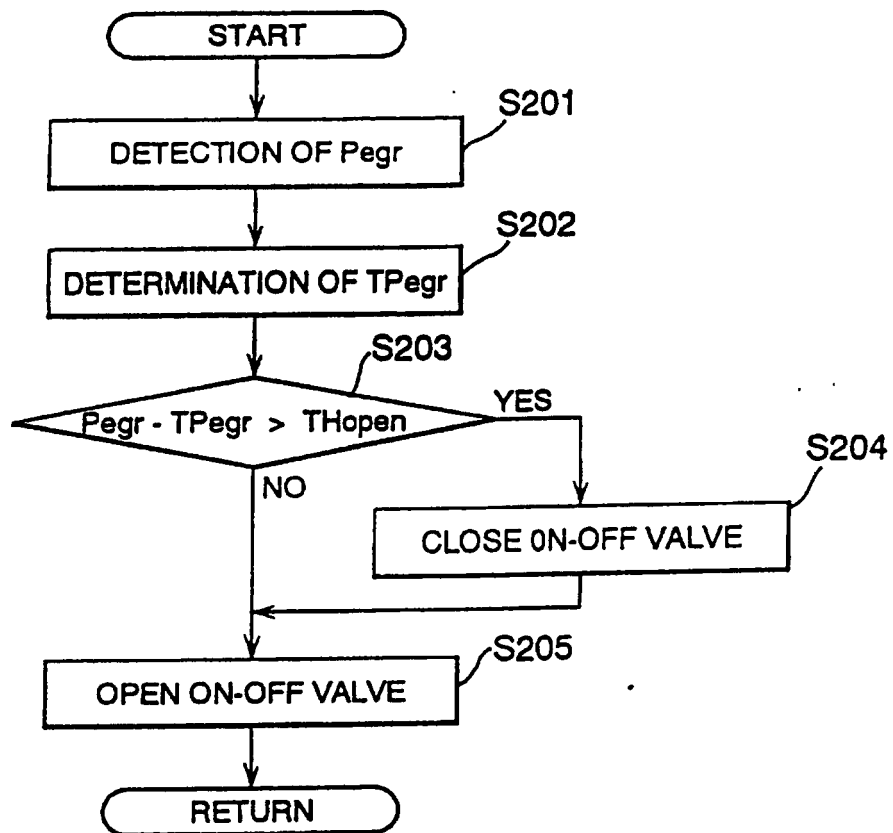 START
S201
DETECTION OF Pegr
S202
DETERMINATION OF TPegr
S203
Pegr - TPegr > THopen
YES
NO
S204
CLOSE 0N-OFF VALVE
S205
OPEN ON-OFF VALVE
RETURN